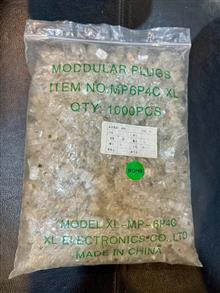 MODDULAR PLUGS
ITEM NO.MP6P4C XL
QTY: 1000PCS
ROHS
MODEL XL-MP-6P4C
XL ELECTRONICS CO.,LTD
MADE IN CHINA